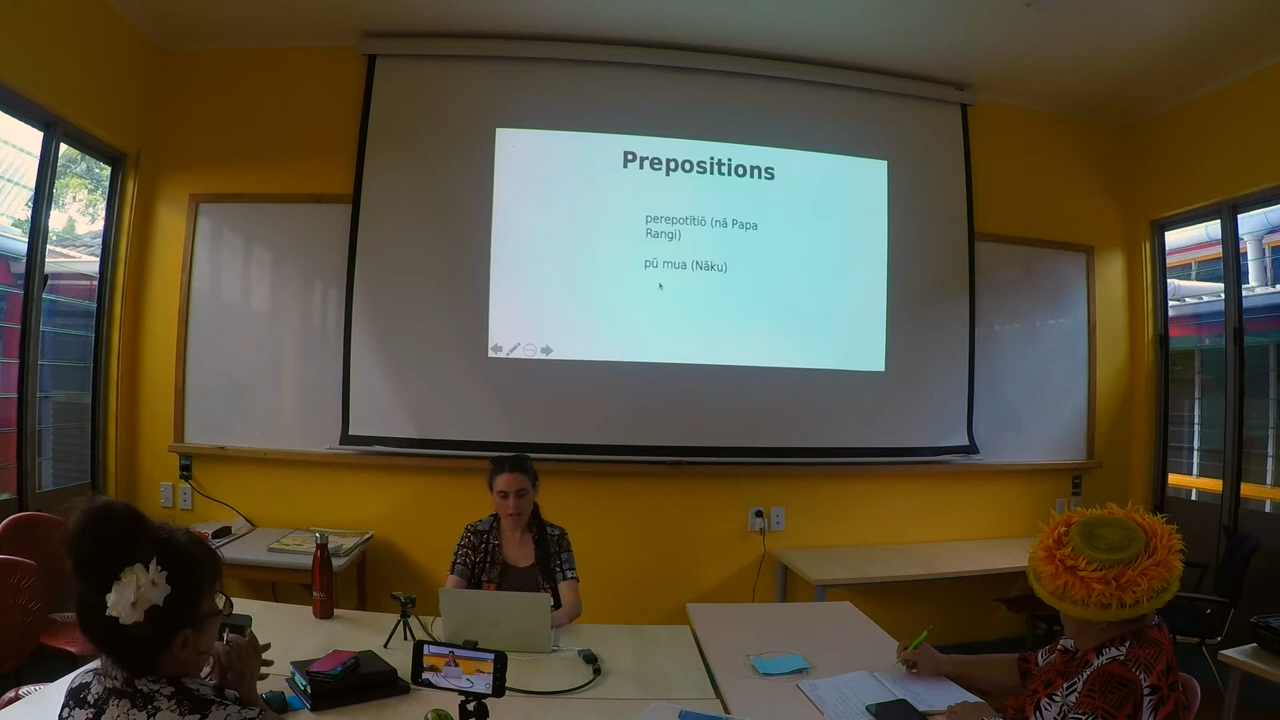 Prepositions
perepotītiō (nā Papa
Rangi)
pū mua (Nāku)